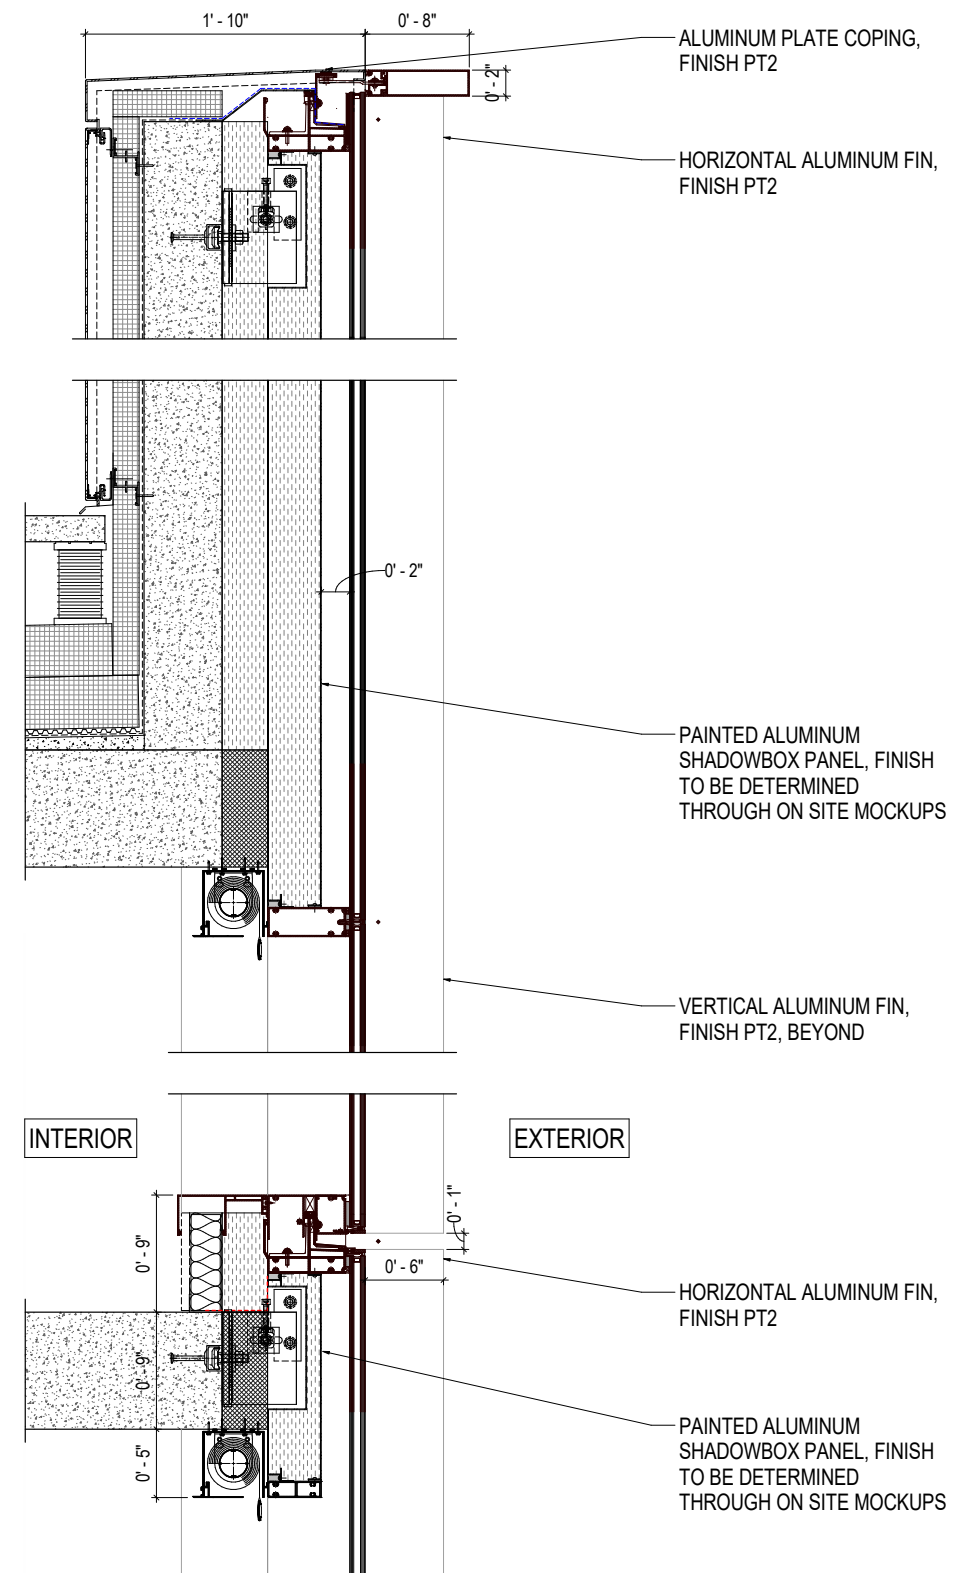 1' - 10"
0' - 8"
ALUMINUM PLATE COPING,
FINISH PT2
0' - 2"
HORIZONTAL ALUMINUM FIN,
FINISH PT2
0' - 2"
PAINTED ALUMINUM
SHADOWBOX PANEL, FINISH
TO BE DETERMINED
THROUGH ON SITE MOCKUPS
VERTICAL ALUMINUM FIN,
FINISH PT2, BEYOND
INTERIOR
EXTERIOR
0' - 1"
0' - 9"
0' - 6"
HORIZONTAL ALUMINUM FIN,
FINISH PT2
0' - 9"
PAINTED ALUMINUM
SHADOWBOX PANEL, FINISH
TO BE DETERMINED
THROUGH ON SITE MOCKUPS
0' - 5"